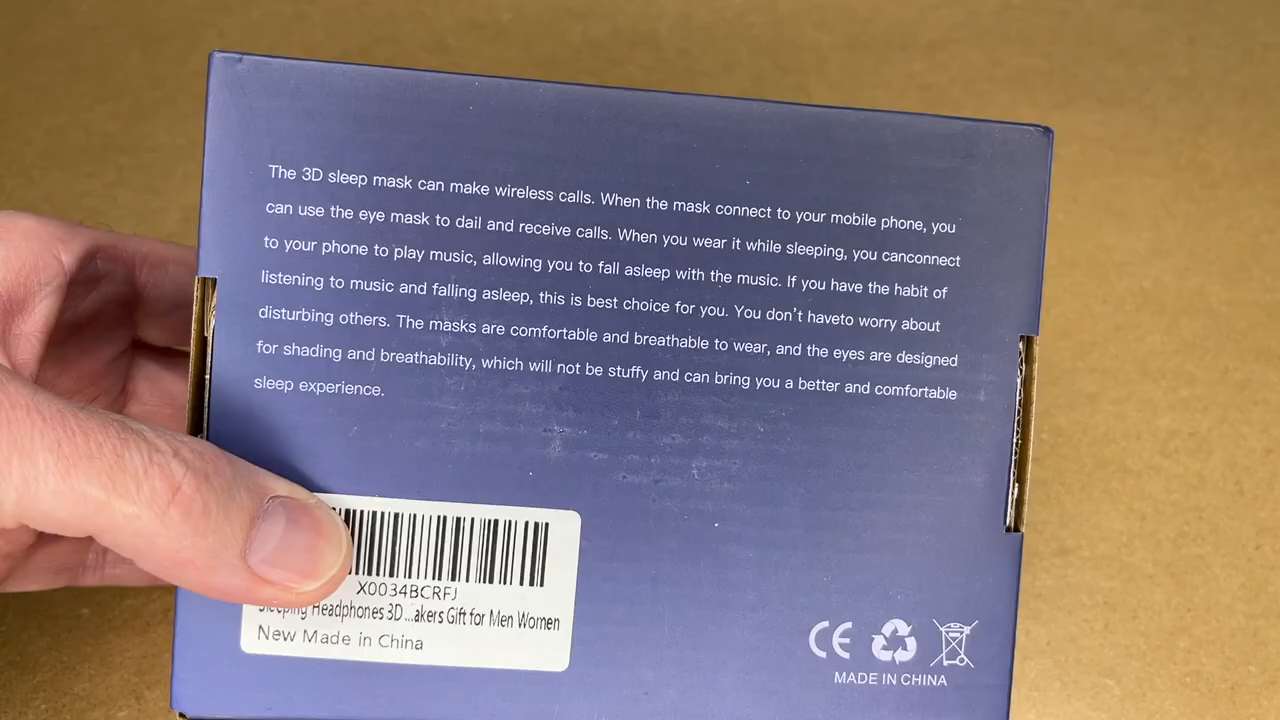 The 3D sleep mask can make wireless calls. When the mask connect to your mobile phone, you
can use the eye mask to dail and receive calls. When you wear it while sleeping, you canconnect
to your phone to play music, allowing you to fall asleep with the music. If you have the habit of
listening to music and falling asleep, this is best choice for you. You don't haveto worry about
disturbing others. The masks are comfortable and breathable to wear, and the eyes are designed
for shading and breathability, which will not be stuffy and can bring you a better and comfortable
sleep experience.
X0034BCRFJ
Sleeping Headphones 3D ...akers Gift for Men Women
New Made in China
CE
MADE IN CHINA